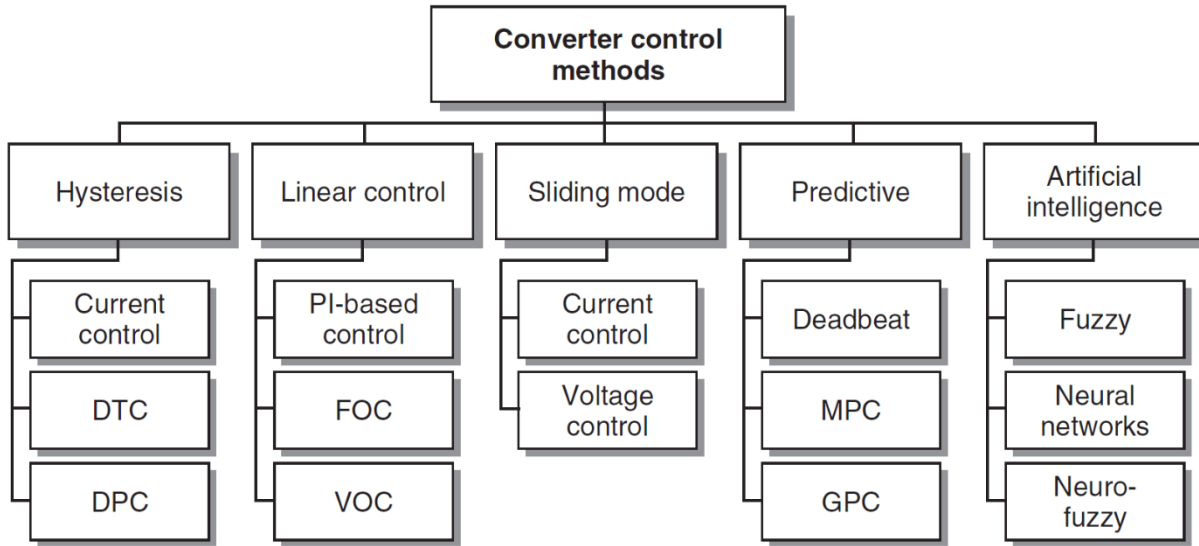 Converter control
methods
Hysteresis
Linear control
Sliding mode
Predictive
Artificial
intelligence
Current
control
DTC
DPC
PI-based
control
FOC
VOC
Current
control
Voltage
control
Deadbeat
MPC
GPC
Fuzzy
Neural
networks
Neuro-
fuzzy